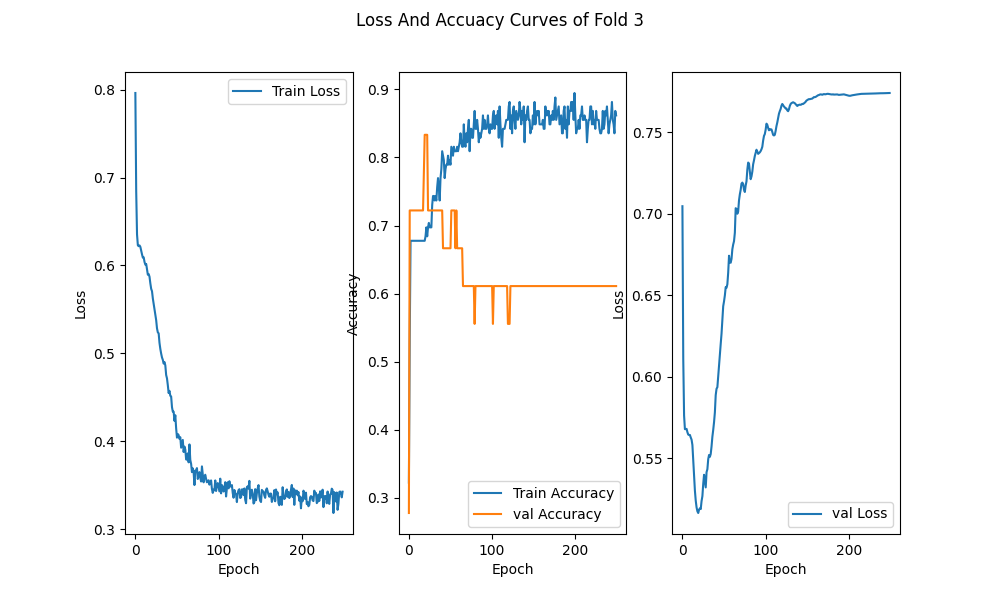 Loss And Accuacy Curves of Fold 3
0.8
0.7
0.6
0.5
0.4
0.3
Loss
0
100
200
Epoch
Train Loss
0.9
0.8
0.7
0.6
0.5
0.4
0.3
Accuracy
0
100
200
Epoch
Train Accuracy
val Accuracy
0.75
0.70
0.65
0.60
0.55
Loss
0
100
200
Epoch
val Loss